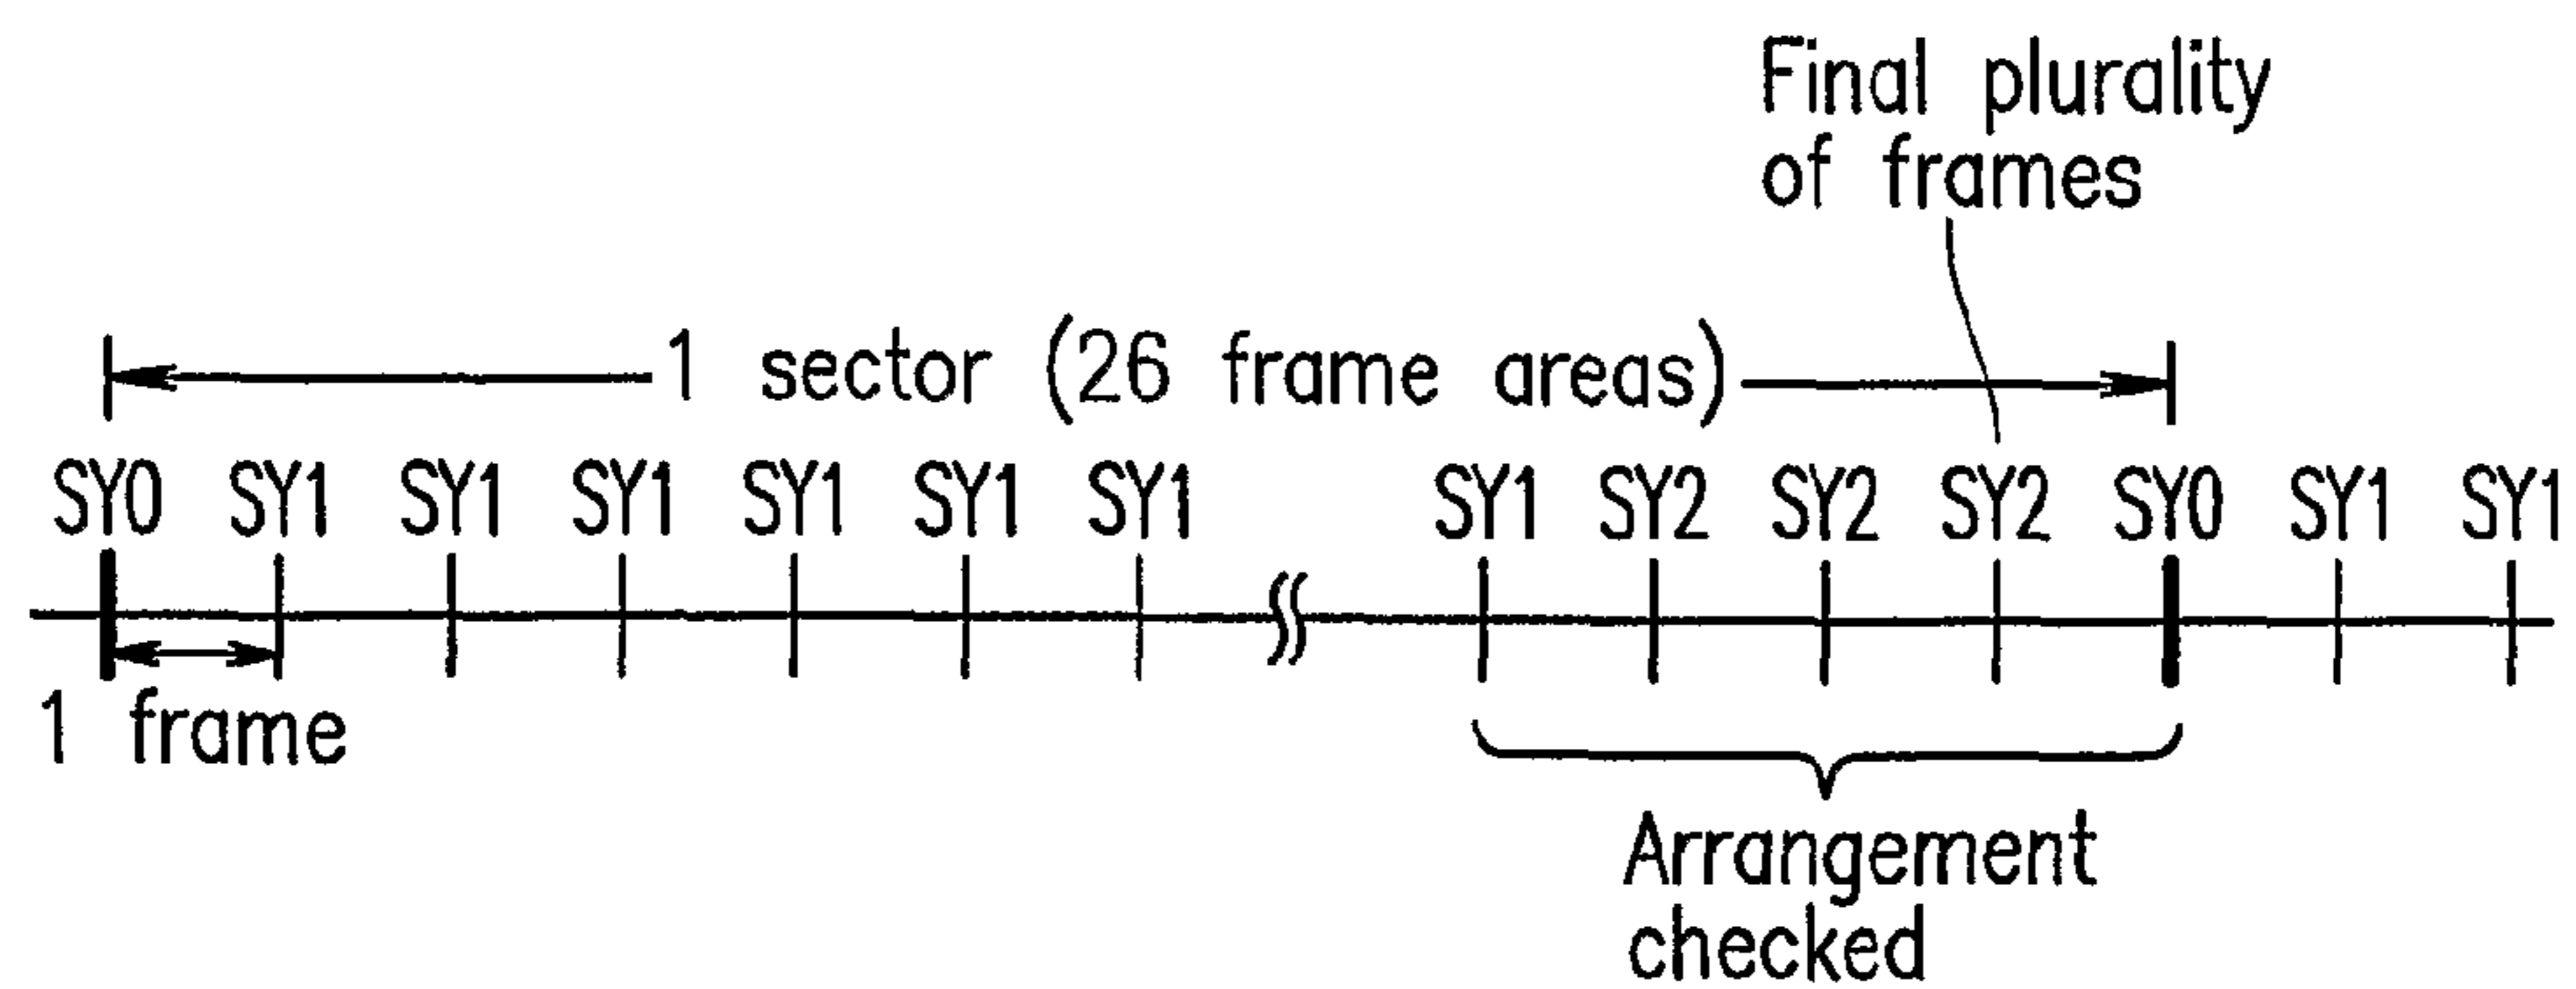 Final plurality
of frames
1 sector (26 frame areas)
SY0 SY1 SY1 SY1 SY1 SY1 SY1 SY1 SY2 SY2 SY2 SY0 SY1 SY1
1 frame
Arrangement
checked